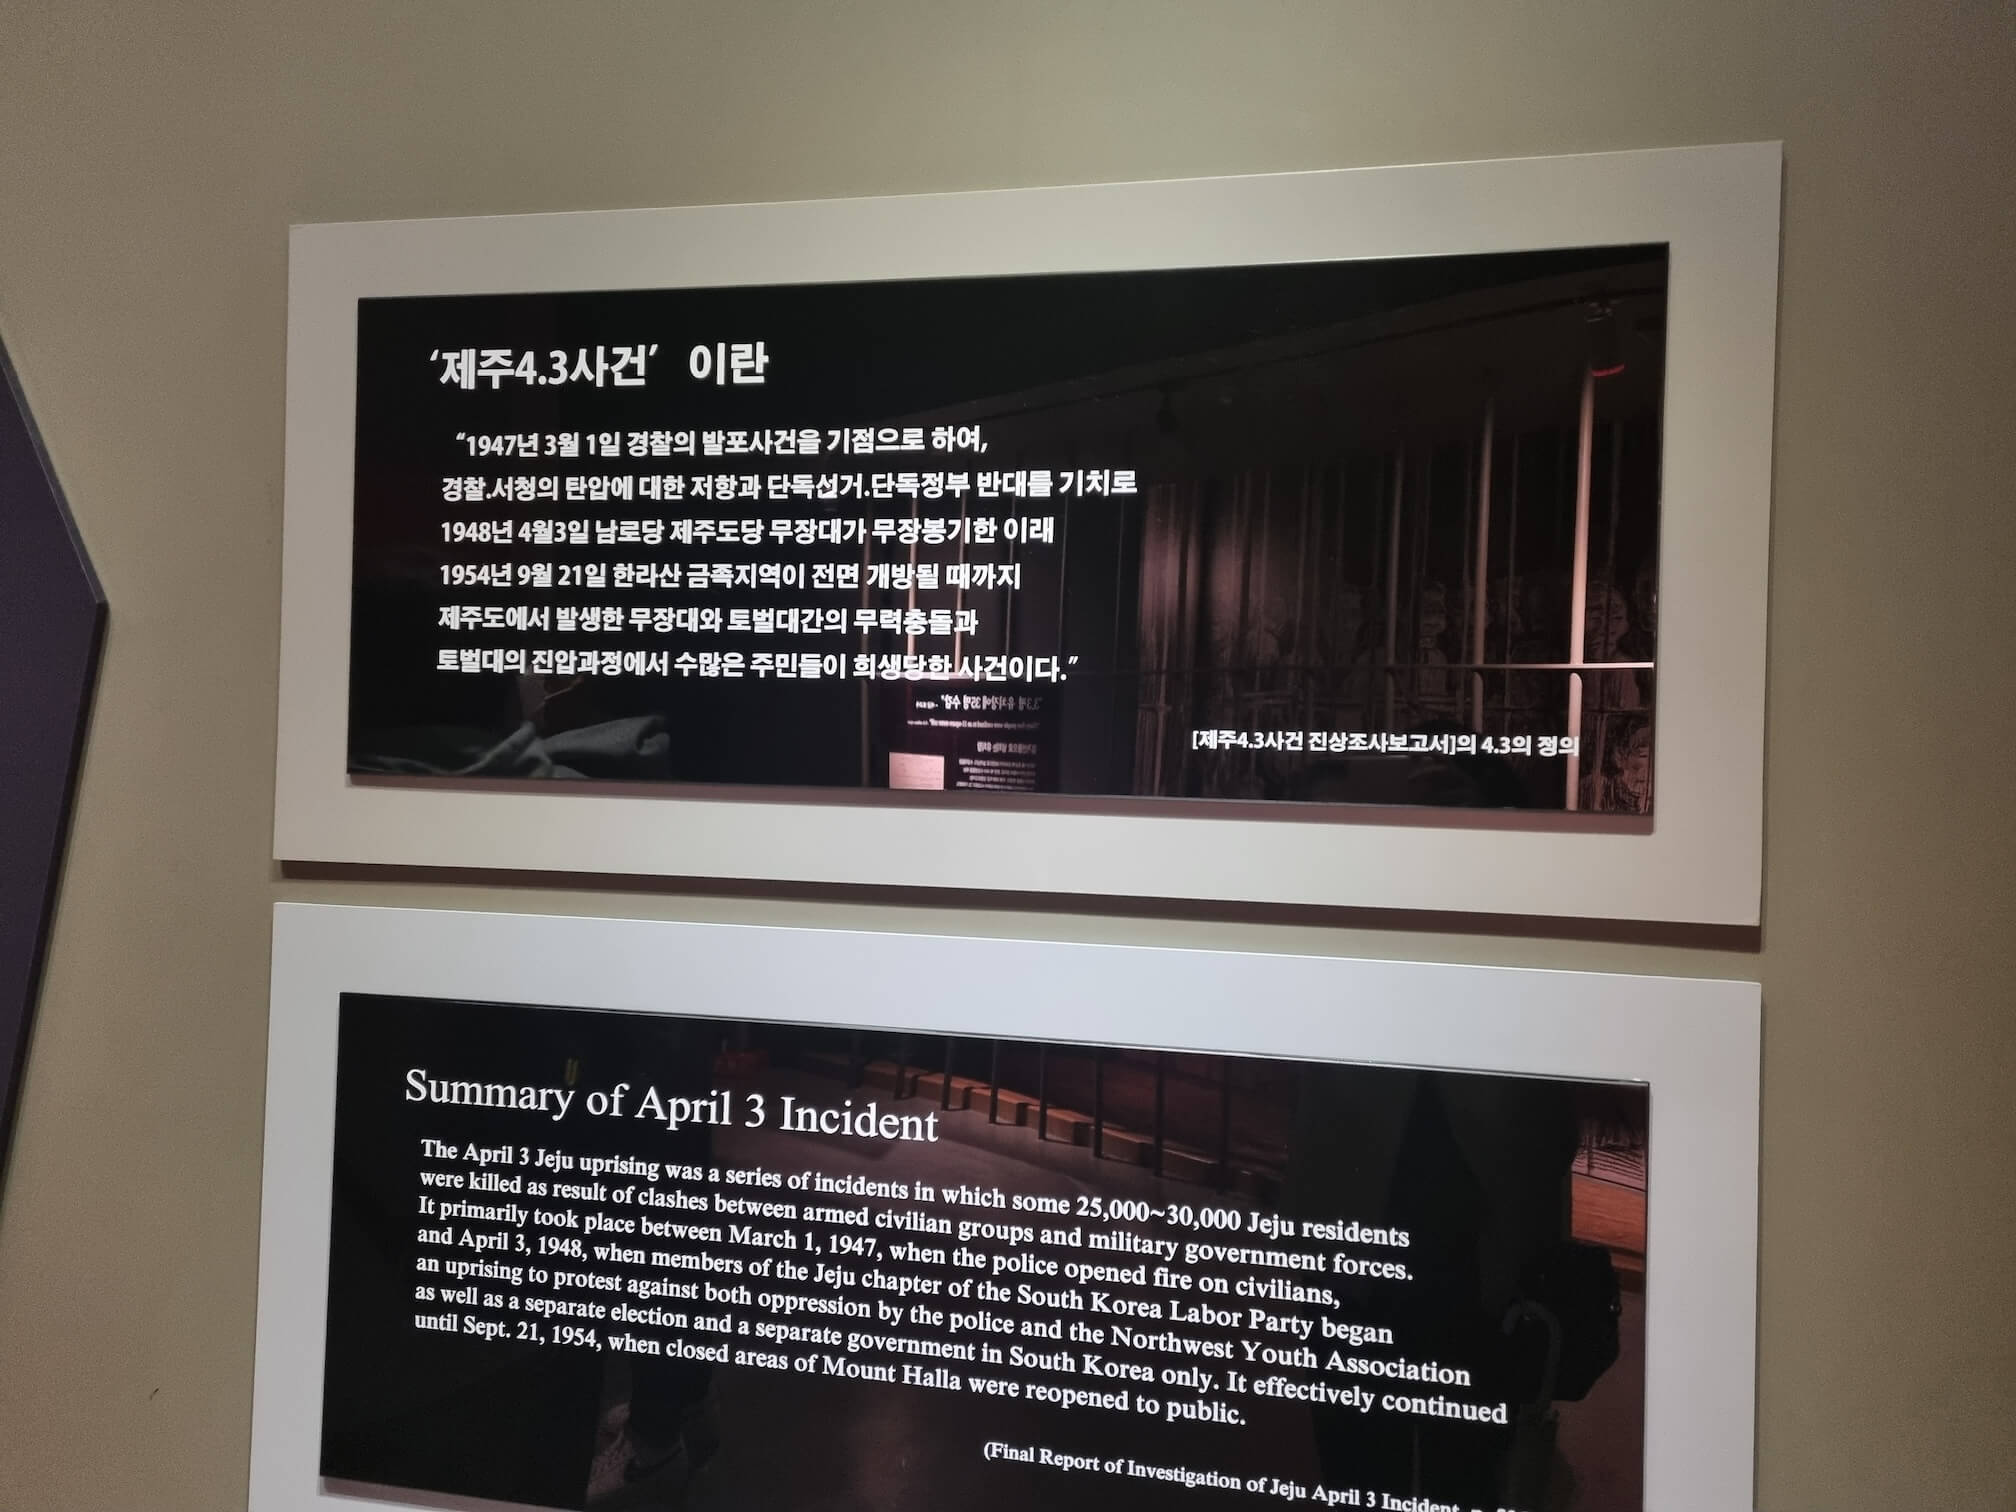 ‘제주4.3사건’ 이란
“1947년 3월 1일 경찰의 발포사건을 기점으로 하여,
경찰.서청의 탄압에 대한 저항과 단독선거.단독정부 반대를 기치로
1948년 4월3일 남로당 제주도당 무장대가 무장봉기한 이래
1954년 9월 21일 한라산 금족지역이 전면 개방될 때까지
제주도에서 발생한 무장대와 토벌대간의 무력충돌과
토벌대의 진압과정에서 수많은 주민들이 희생당한 사건이다.”
[제주4.3사건 진상조사보고서]의 4.3의 정의
Summary of April 3 Incident
The April 3 Jeju uprising was a series of incidents in which some 25,000~30,000 Jeju residents
were killed as result of clashes between armed civilian groups and military government forces.
It primarily took place between March 1, 1947, when the police opened fire on civilians,
and April 3, 1948, when members of the Jeju chapter of the South Korea Labor Party began
an uprising to protest against both oppression by the police and the Northwest Youth Association
as well as a separate election and a separate government in South Korea only. It effectively continued
until Sept. 21, 1954, when closed areas of Mount Halla were reopened to public.
(Final Report of Investigation of Jeju April 3 Incident,